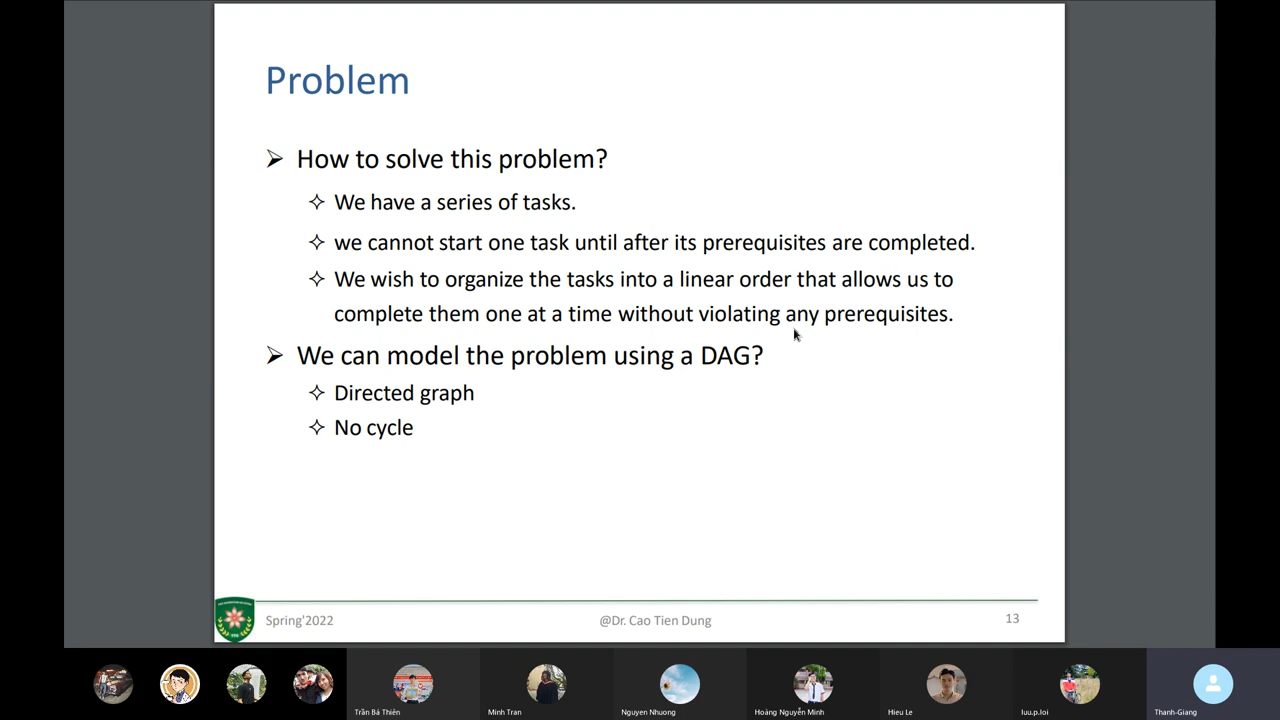 Problem
How to solve this problem?
We have a series of tasks.
we cannot start one task until after its prerequisites are completed.
We wish to organize the tasks into a linear order that allows us to
complete them one at a time without violating any prerequisites.
We can model the problem using a DAG?
Directed graph
No cycle
Spring'2022
@Dr. Cao Tien Dung
13
Trần Bá Thiên
Minh Tran
Nguyen Nhuong
Hoàng Nguyễn Minh
Hieu Le
luu.p.loi
Thanh-Giang